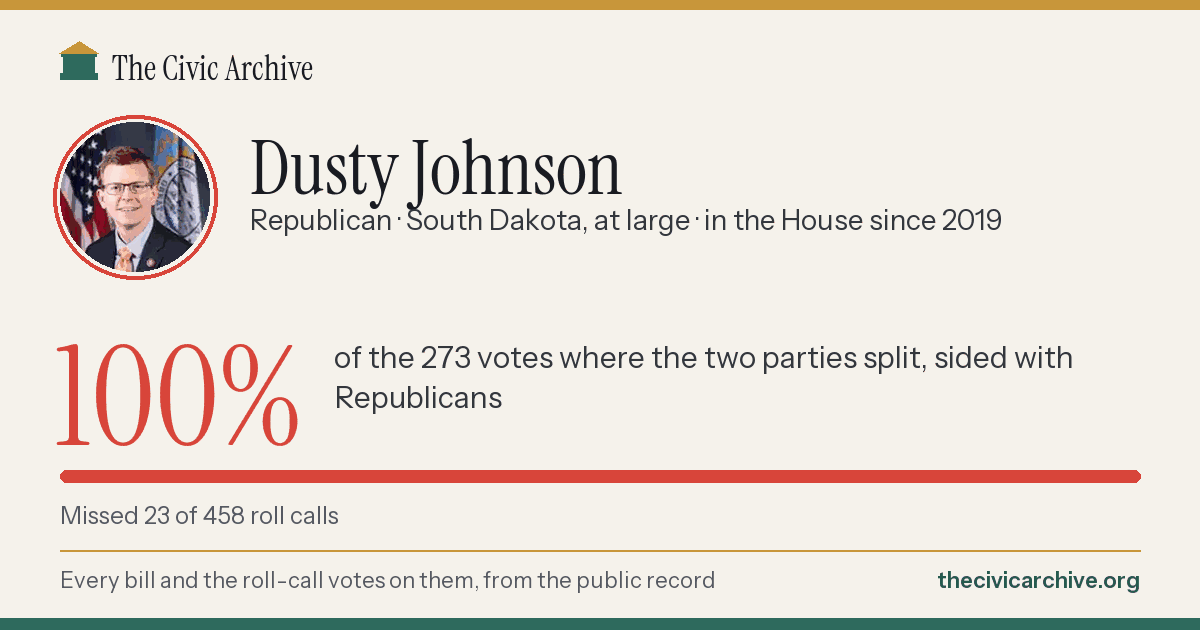 The Civic Archive
Dusty Johnson
Republican · South Dakota, at large · in the House since 2019
100%
of the 273 votes where the two parties split, sided with
Republicans
Missed 23 of 458 roll calls
Every bill and the roll-call votes on them, from the public record
thecivicarchive.org